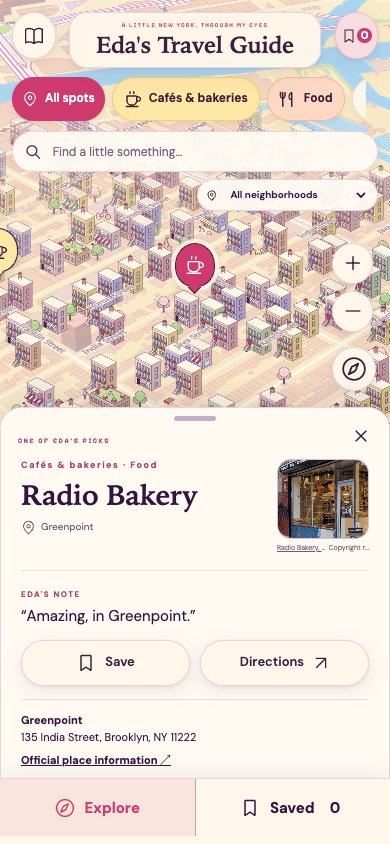 A LITTLE NEW YORK, THROUGH MY EYES
Eda's Travel Guide
0
All spots
Cafés & bakeries
Food
Find a little something…
All neighborhoods
Street
ONE OF EDA'S PICKS
Cafés & bakeries · Food
Radio Bakery
Greenpoint
Radio Bakery, … Copyright r…
EDA'S NOTE
“Amazing, in Greenpoint.”
Save
Directions
Greenpoint
135 India Street, Brooklyn, NY 11222
Official place information ↗
Explore
Saved 0